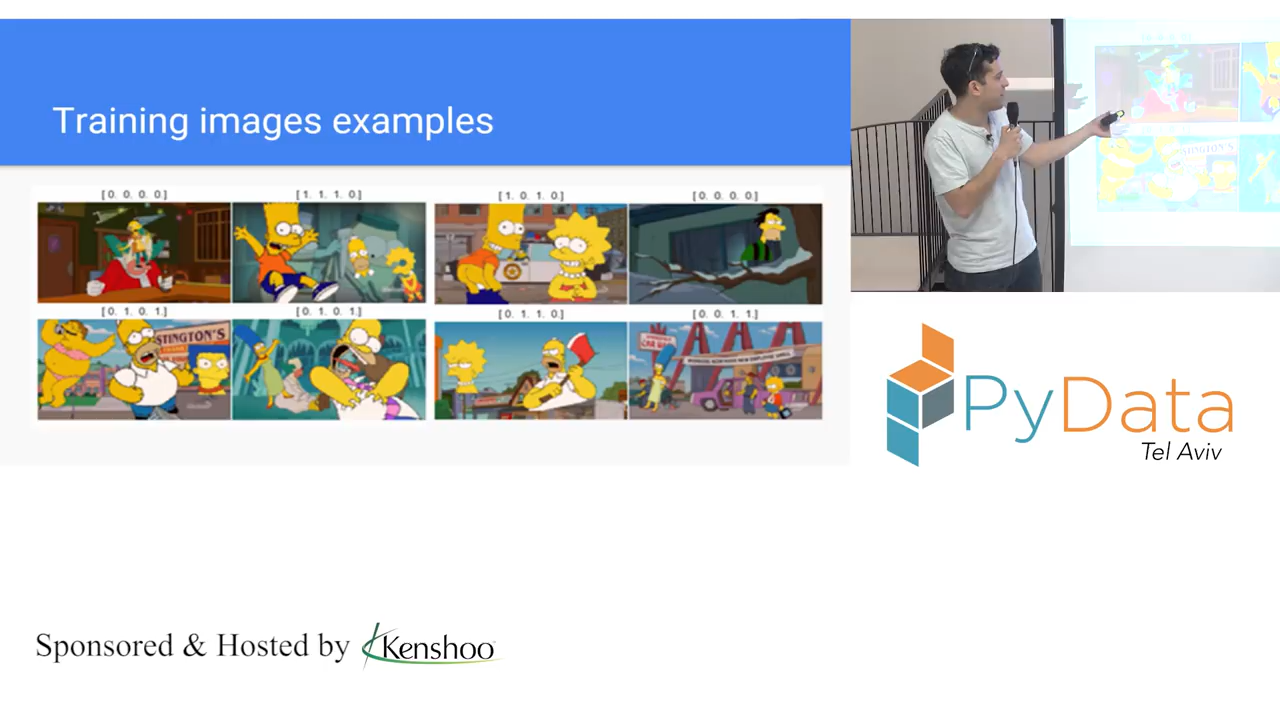 Training images examples
[0. 0. 0. 0.]
[1. 1. 1. 0.]
[1. 0. 1. 0.]
[0. 0. 0. 0.]
[0. 1. 0. 1.]
[0. 1. 0. 1.]
[0. 1. 1. 0.]
[0. 0. 1. 1.]
STINGTON'S
PyData
Tel Aviv
Sponsored & Hosted by Kenshoo